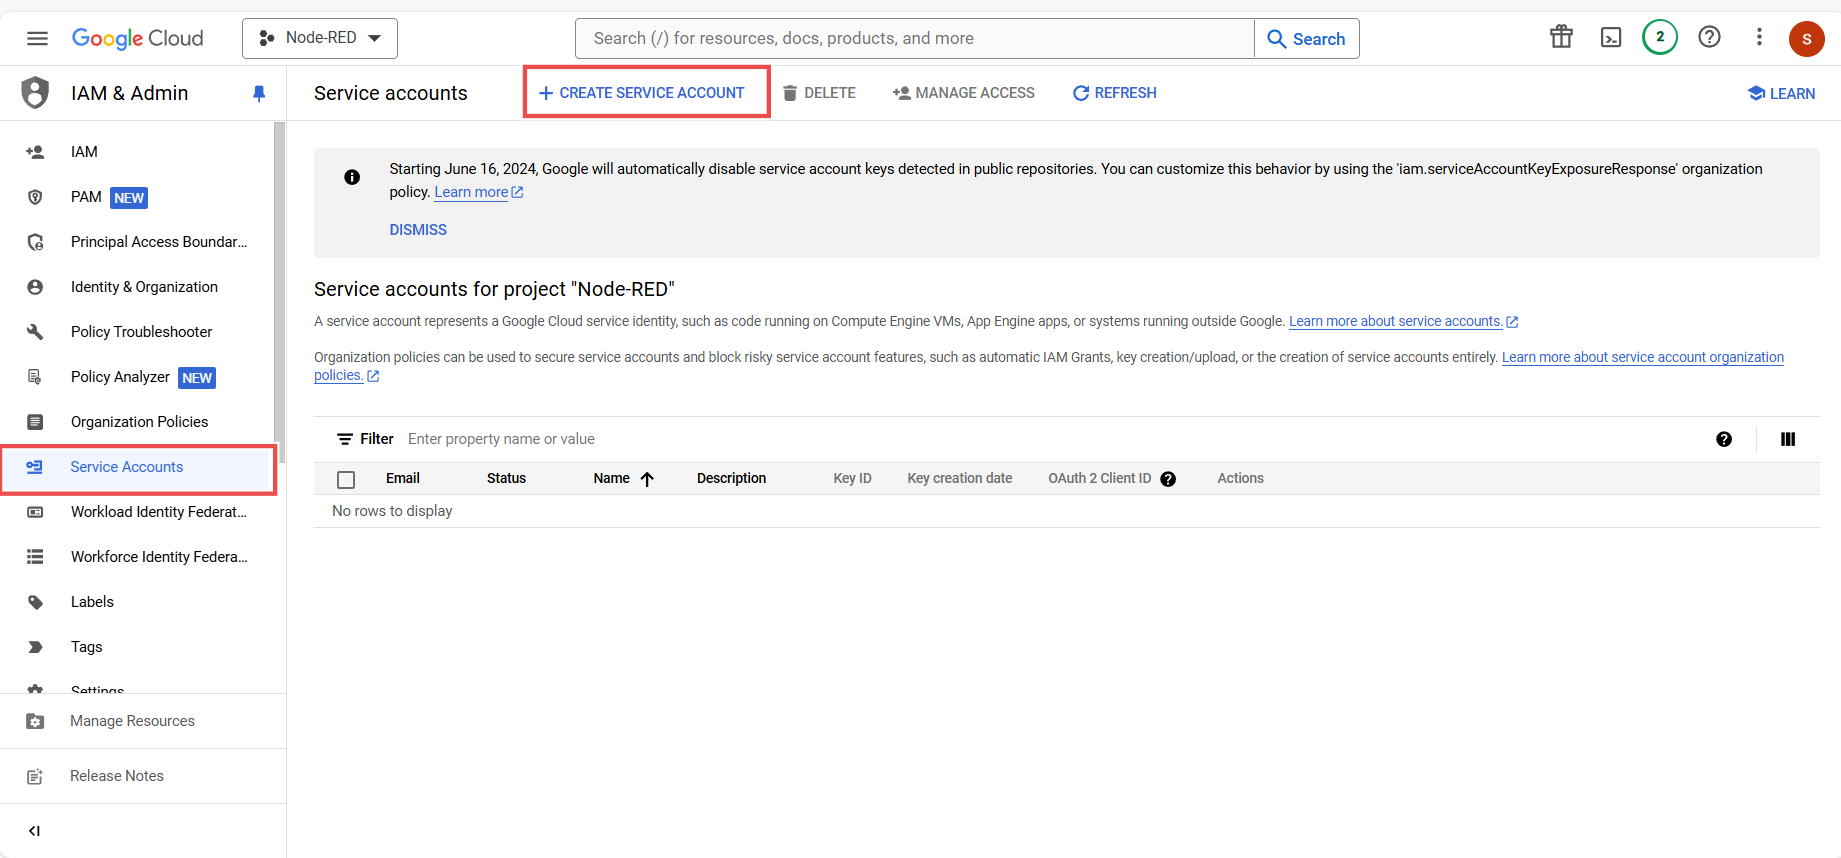 Google Cloud
Node-RED
Search (/) for resources, docs, products, and more
Search
2
S
IAM & Admin
Service accounts
CREATE SERVICE ACCOUNT
DELETE
MANAGE ACCESS
REFRESH
LEARN
IAM
PAM NEW
Principal Access Boundar...
Identity & Organization
Policy Troubleshooter
Policy Analyzer NEW
Organization Policies
Service Accounts
Workload Identity Federat...
Workforce Identity Federa...
Labels
Tags
Settings
Manage Resources
Release Notes
Starting June 16, 2024, Google will automatically disable service account keys detected in public repositories. You can customize this behavior by using the 'iam.serviceAccountKeyExposureResponse' organization
policy. Learn more
DISMISS
Service accounts for project "Node-RED"
A service account represents a Google Cloud service identity, such as code running on Compute Engine VMs, App Engine apps, or systems running outside Google. Learn more about service accounts.
Organization policies can be used to secure service accounts and block risky service account features, such as automatic IAM Grants, key creation/upload, or the creation of service accounts entirely. Learn more about service account organization
policies.
Filter Enter property name or value
Email Status Name Description Key ID Key creation date OAuth 2 Client ID Actions
No rows to display